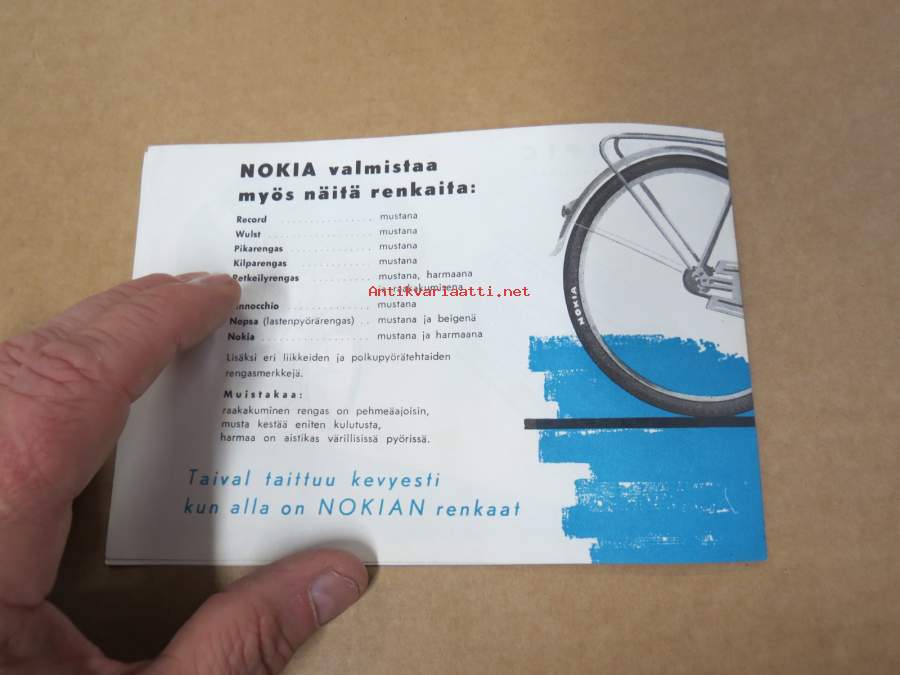 NOKIA valmistaa
myös näitä renkaita:
Record . . . . . . . . . . . . . . . . mustana
Wulst . . . . . . . . . . . . . . . . . mustana
Pikarengas . . . . . . . . . . . . . mustana
Kilparengas . . . . . . . . . . . . . mustana
Retkeilyrengas . . . . . . . . . mustana, harmaana
raakakumisena
Antikvariaatti.net
. . . . . . . . . . . . . . mustana
Nopsa (lastenpyörärengas) . . mustana ja beigenä
Nokia . . . . . . . . . . . . . . . . . . mustana ja harmaana
Lisäksi eri liikkeiden ja polkupyörätehtaiden
rengasmerkkejä.
Muistakaa:
raakakuminen rengas on pehmeäajoisin,
musta kestää eniten kulutusta,
harmaa on aistikas värillisissä pyörissä.
Taival taittuu kevyesti
kun alla on NOKIAN renkaat
NOKIA